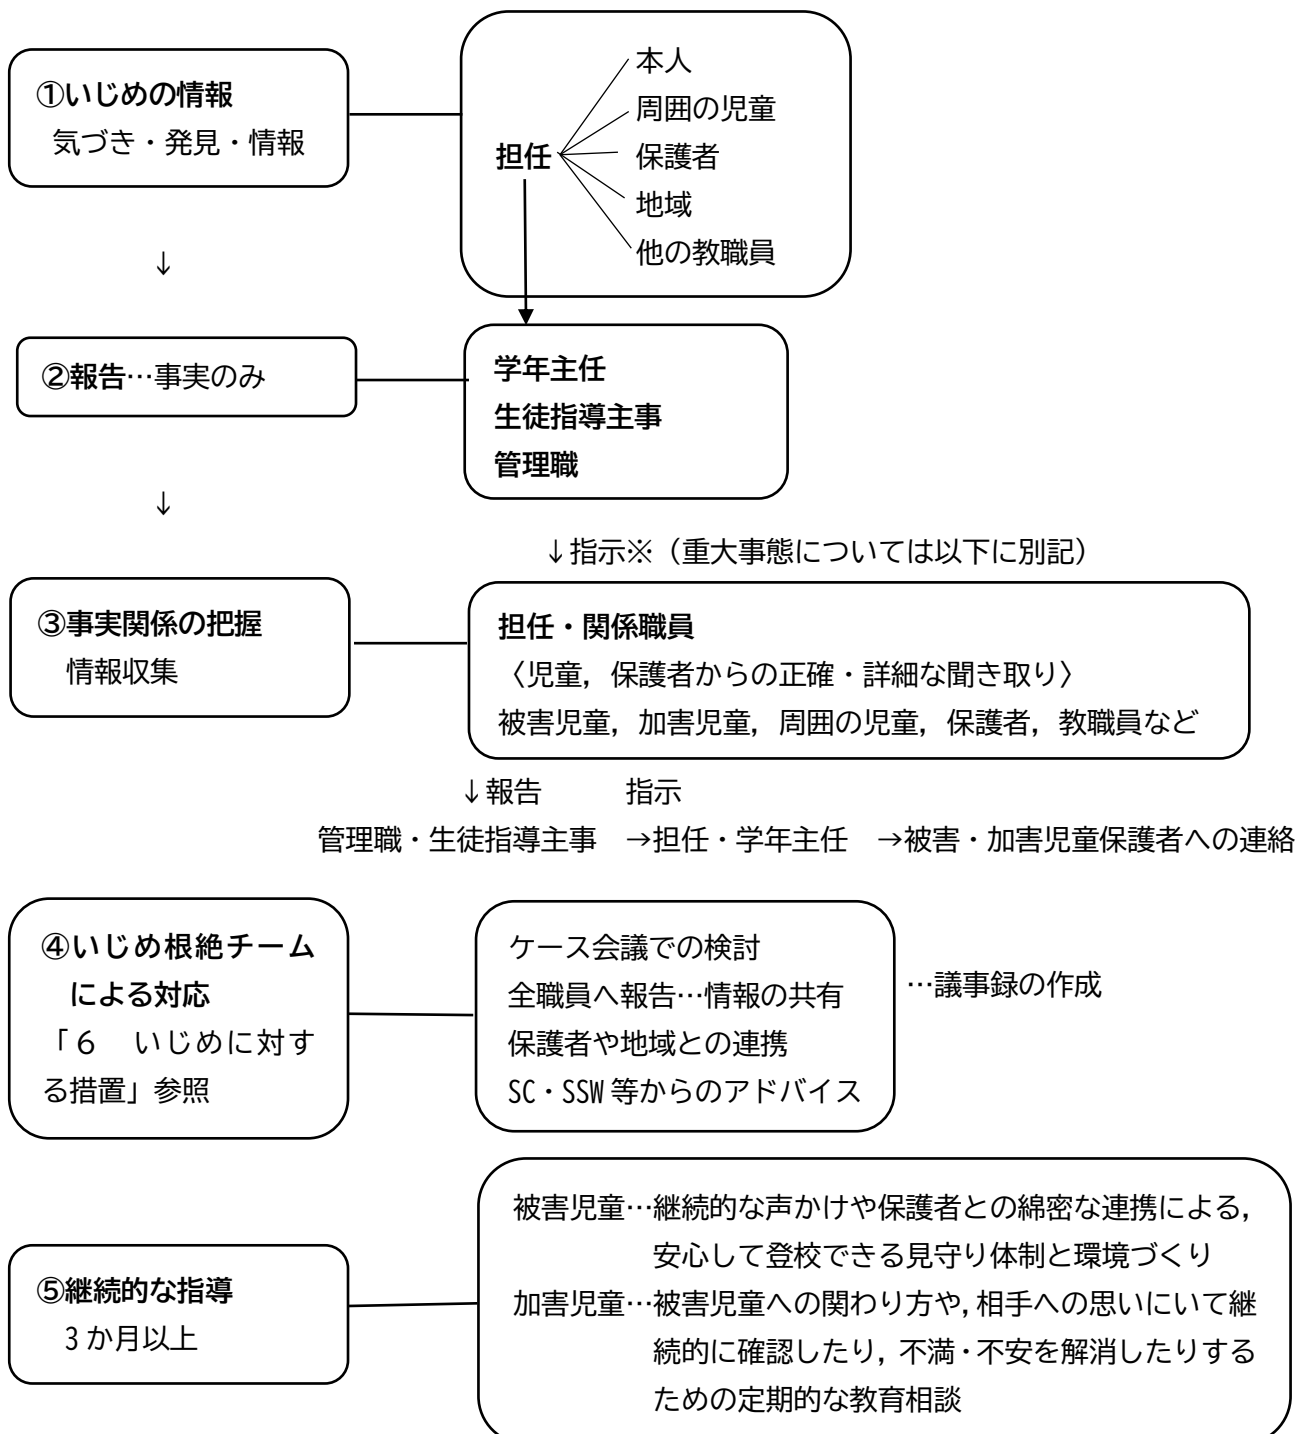 ①いじめの情報
気づき・発見・情報
本人
周囲の児童
担任
保護者
地域
他の教職員
↓
②報告…事実のみ
学年主任
生徒指導主事
管理職
↓
↓指示※（重大事態については以下に別記）
③事実関係の把握
情報収集
担任・関係職員
〈児童，保護者からの正確・詳細な聞き取り〉
被害児童，加害児童，周囲の児童，保護者，教職員など
↓報告　　　指示
管理職・生徒指導主事　→担任・学年主任　→被害・加害児童保護者への連絡
④いじめ根絶チーム
による対応
「６　いじめに対す
る措置」参照
ケース会議での検討
全職員へ報告…情報の共有
保護者や地域との連携
SC・SSW 等からのアドバイス
…議事録の作成
⑤継続的な指導
３か月以上
被害児童…継続的な声かけや保護者との綿密な連携による，
安心して登校できる見守り体制と環境づくり
加害児童…被害児童への関わり方や，相手への思いにいて継
続的に確認したり，不満・不安を解消したりする
ための定期的な教育相談